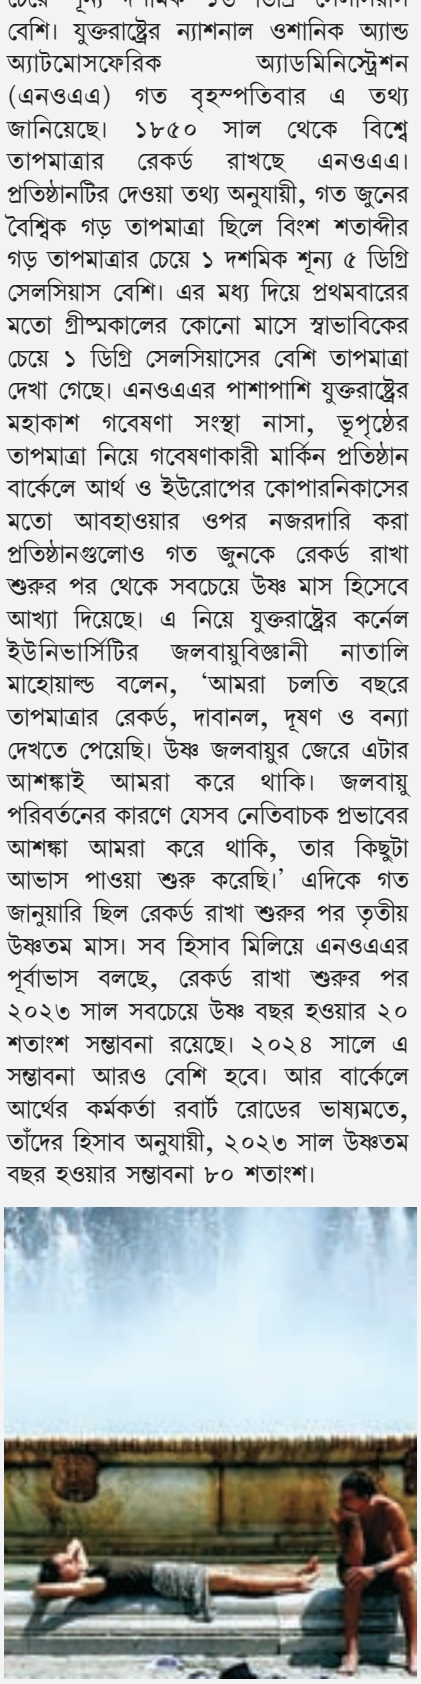 চেয়ে শূন্য দশমিক ১৩ ডিগ্রি সেলসিয়াস
বেশি। যুক্তরাষ্ট্রের ন্যাশনাল ওশানিক অ্যান্ড
অ্যাটমোসফেরিক অ্যাডমিনিস্ট্রেশন
(এনওএএ) গত বৃহস্পতিবার এ তথ্য
জানিয়েছে। ১৮৫০ সাল থেকে বিশ্বে
তাপমাত্রার রেকর্ড রাখছে এনওএএ।
প্রতিষ্ঠানটির দেওয়া তথ্য অনুযায়ী, গত জুনের
বৈশ্বিক গড় তাপমাত্রা ছিলে বিংশ শতাব্দীর
গড় তাপমাত্রার চেয়ে ১ দশমিক শূন্য ৫ ডিগ্রি
সেলসিয়াস বেশি। এর মধ্য দিয়ে প্রথমবারের
মতো গ্রীষ্মকালের কোনো মাসে স্বাভাবিকের
চেয়ে ১ ডিগ্রি সেলসিয়াসের বেশি তাপমাত্রা
দেখা গেছে। এনওএএর পাশাপাশি যুক্তরাষ্ট্রের
মহাকাশ গবেষণা সংস্থা নাসা, ভূপৃষ্ঠের
তাপমাত্রা নিয়ে গবেষণাকারী মার্কিন প্রতিষ্ঠান
বার্কেলে আর্থ ও ইউরোপের কোপারনিকাসের
মতো আবহাওয়ার ওপর নজরদারি করা
প্রতিষ্ঠানগুলোও গত জুনকে রেকর্ড রাখা
শুরুর পর থেকে সবচেয়ে উষ্ণ মাস হিসেবে
আখ্যা দিয়েছে। এ নিয়ে যুক্তরাষ্ট্রের কর্নেল
ইউনিভার্সিটির জলবায়ুবিজ্ঞানী নাতালি
মাহোয়াল্ড বলেন, ‘আমরা চলতি বছরে
তাপমাত্রার রেকর্ড, দাবানল, দূষণ ও বন্যা
দেখতে পেয়েছি। উষ্ণ জলবায়ুর জেরে এটার
আশঙ্কাই আমরা করে থাকি। জলবায়ু
পরিবর্তনের কারণে যেসব নেতিবাচক প্রভাবের
আশঙ্কা আমরা করে থাকি, তার কিছুটা
আভাস পাওয়া শুরু করেছি।’ এদিকে গত
জানুয়ারি ছিল রেকর্ড রাখা শুরুর পর তৃতীয়
উষ্ণতম মাস। সব হিসাব মিলিয়ে এনওএএর
পূর্বাভাস বলছে, রেকর্ড রাখা শুরুর পর
২০২৩ সাল সবচেয়ে উষ্ণ বছর হওয়ার ২০
শতাংশ সম্ভাবনা রয়েছে। ২০২৪ সালে এ
সম্ভাবনা আরও বেশি হবে। আর বার্কেলে
আর্থের কর্মকর্তা রবার্ট রোডের ভাষ্যমতে,
তাঁদের হিসাব অনুযায়ী, ২০২৩ সাল উষ্ণতম
বছর হওয়ার সম্ভাবনা ৮০ শতাংশ।